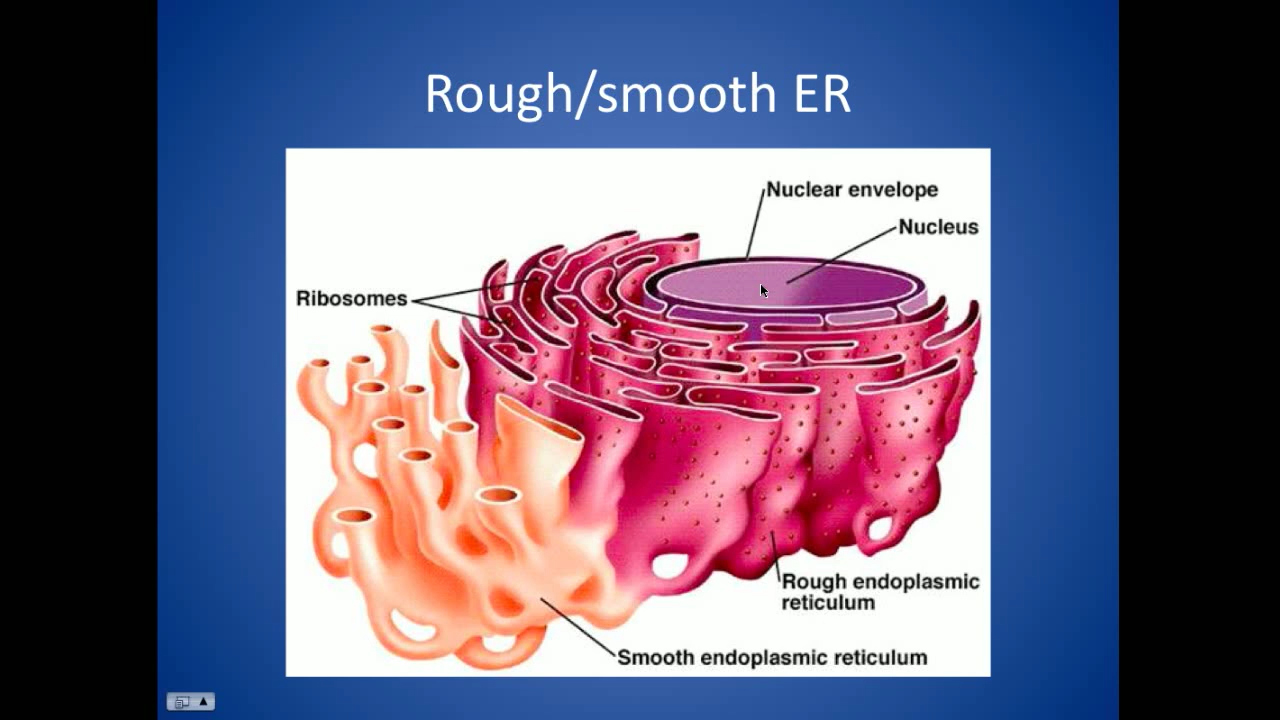 Rough/smooth ER
Nuclear envelope
Nucleus
Ribosomes
Rough endoplasmic
reticulum
Smooth endoplasmic reticulum